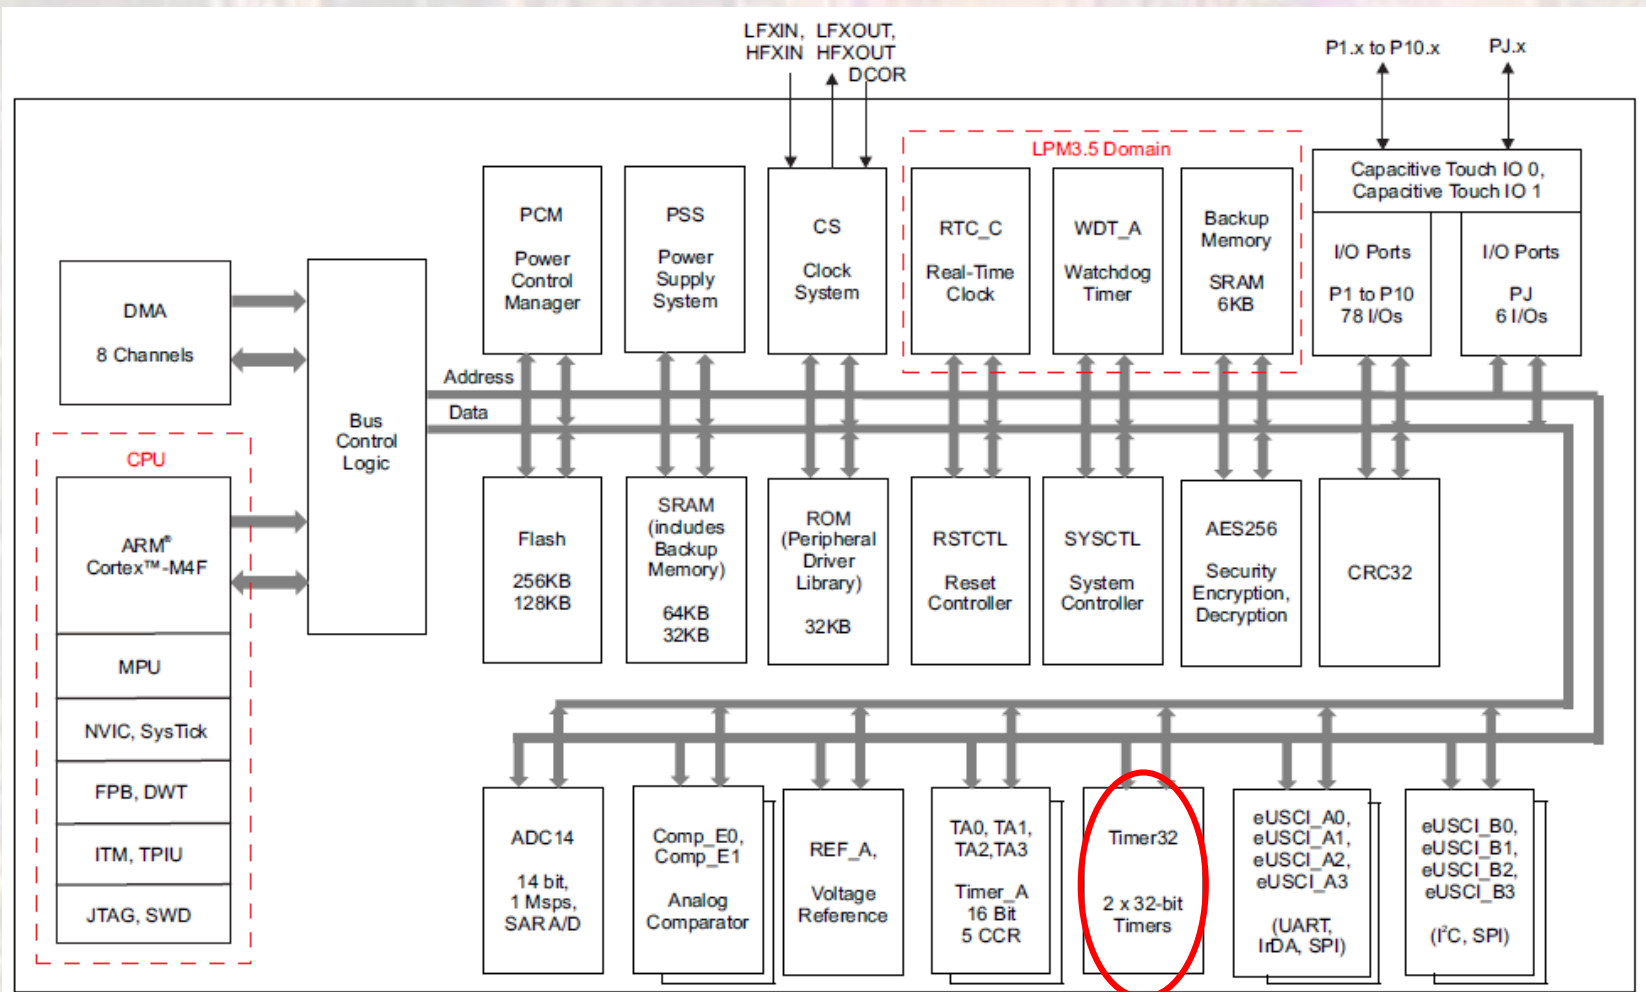 LFXIN,
HFXIN
LFXOUT,
HFXOUT
DCOR
P1.x to P10.x
PJ.x
LPM3.5 Domain
Capacitive Touch IO 0,
Capacitive Touch IO 1
PCM
Power
Control
Manager
PSS
Power
Supply
System
CS
Clock
System
RTC_C
Real-Time
Clock
WDT_A
Watchdog
Timer
Backup
Memory
SRAM
6KB
I/O Ports
P1 to P10
78 I/Os
I/O Ports
PJ
6 I/Os
DMA
8 Channels
Bus
Control
Logic
Address
Data
CPU
ARM®
Cortex™-M4F
MPU
NVIC, SysTick
FPB, DWT
ITM, TPIU
JTAG, SWD
Flash
256KB
128KB
SRAM
(includes
Backup
Memory)
64KB
32KB
ROM
(Peripheral
Driver
Library)
32KB
RSTCTL
Reset
Controller
SYSCTL
System
Controller
AES256
Security
Encryption,
Decryption
CRC32
ADC14
14 bit,
1 Msps,
SAR A/D
Comp_E0,
Comp_E1
Analog
Comparator
REF_A,
Voltage
Reference
TA0, TA1,
TA2,TA3
Timer_A
16 Bit
5 CCR
Timer32
2 x 32-bit
Timers
eUSCI_A0,
eUSCI_A1,
eUSCI_A2,
eUSCI_A3
(UART,
IrDA, SPI)
eUSCI_B0,
eUSCI_B1,
eUSCI_B2,
eUSCI_B3
(I²C, SPI)